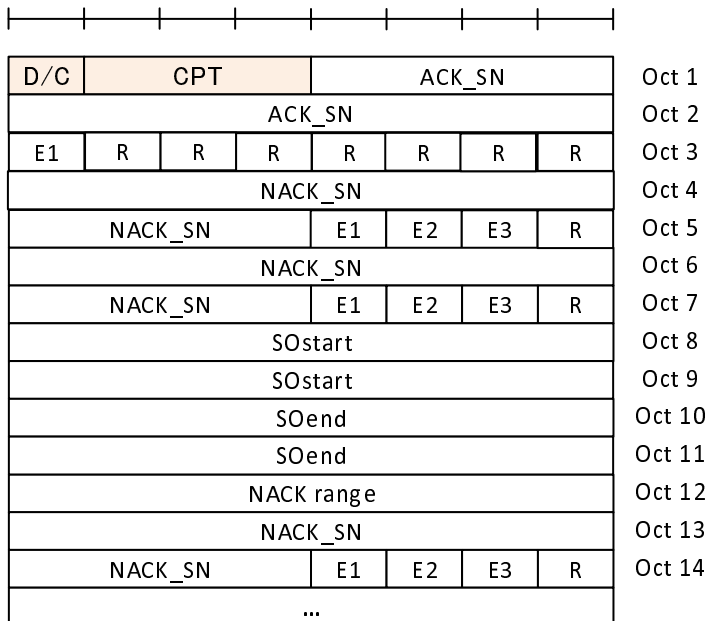 D/C CPT ACK_SN Oct 1
ACK_SN Oct 2
E1 R R R R R R R Oct 3
NACK_SN Oct 4
NACK_SN E1 E2 E3 R Oct 5
NACK_SN Oct 6
NACK_SN E1 E2 E3 R Oct 7
SOstart Oct 8
SOstart Oct 9
SOend Oct 10
SOend Oct 11
NACK range Oct 12
NACK_SN Oct 13
NACK_SN E1 E2 E3 R Oct 14
...